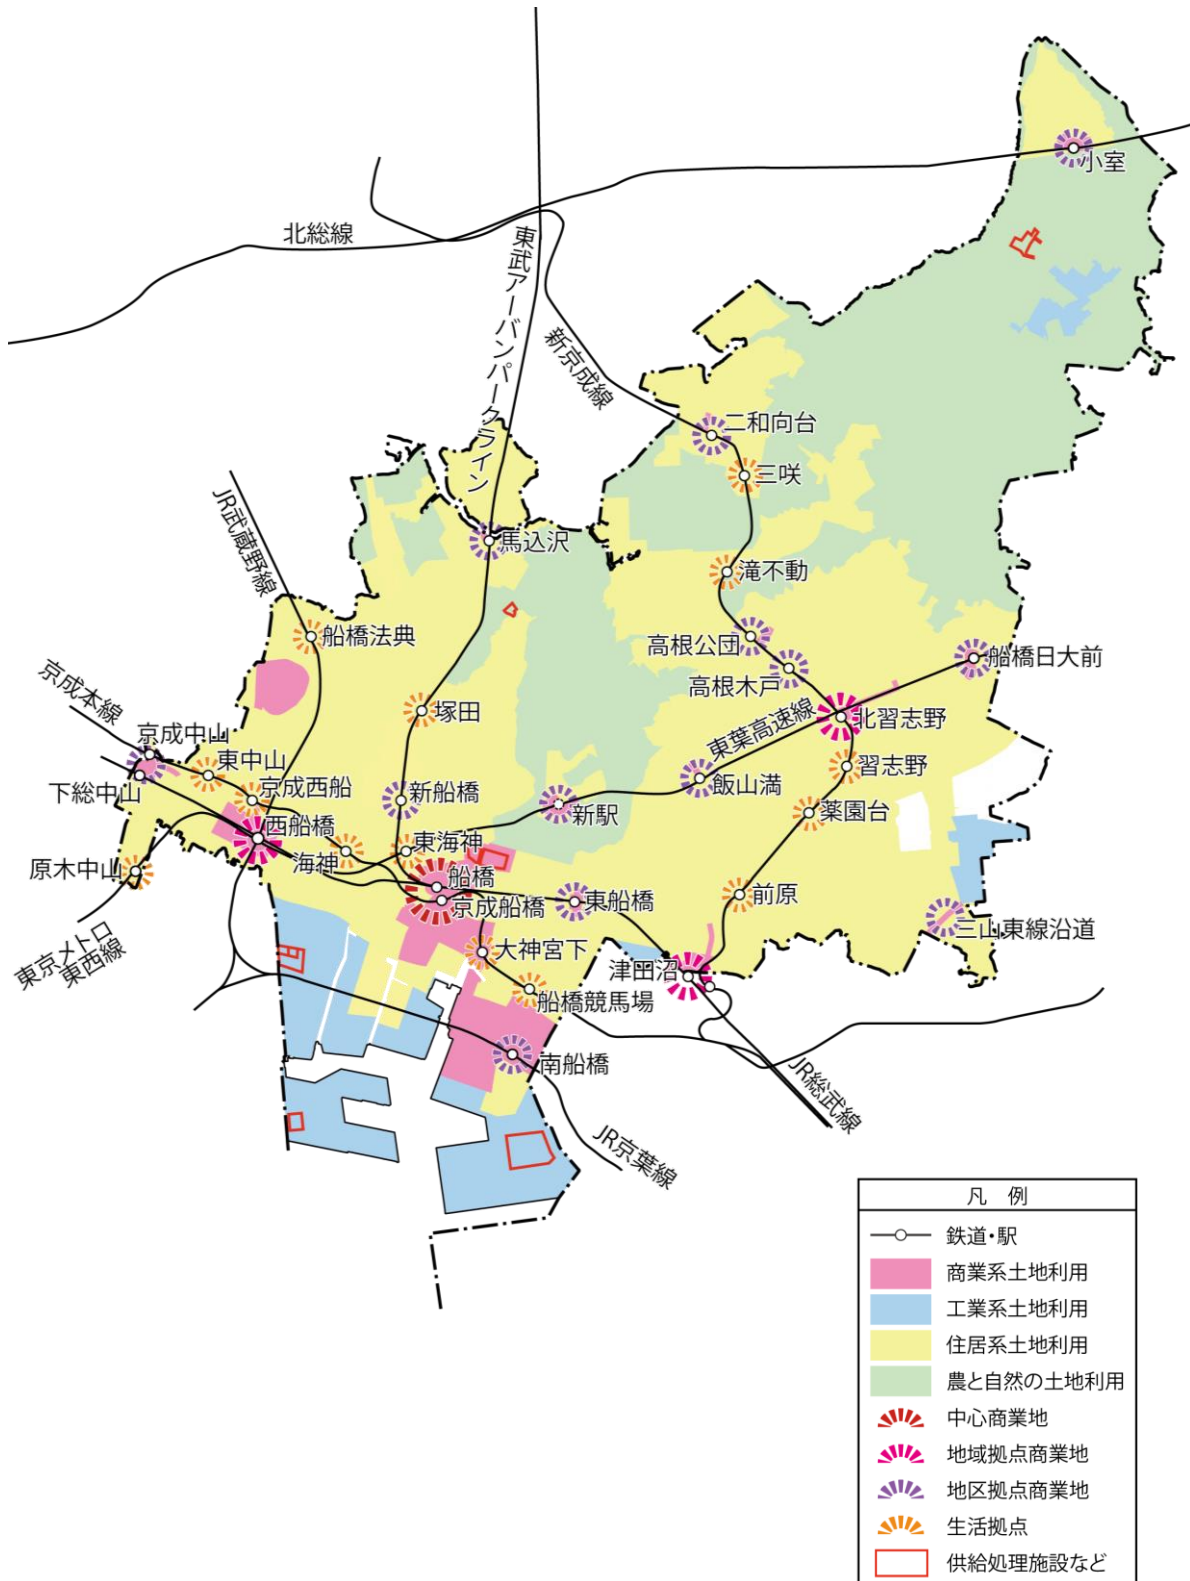 小室
北総線
東武アーバンパークライン
新京成線
二和向台
三咲
JR武蔵野線
馬込沢
滝不動
船橋法典
高根公団
船橋日大前
高根木戸
京成本線
塚田
北習志野
東葉高速線
京成中山
東中山
習志野
下総中山
京成西船
新船橋
飯山満
新駅
薬園台
西船橋
東海神
海神
原木中山
船橋
京成船橋
東船橋
前原
三山東線沿道
東京メトロ
東西線
大神宮下
津田沼
船橋競馬場
南船橋
JR総武線
JR京葉線
凡 例
鉄道・駅
商業系土地利用
工業系土地利用
住居系土地利用
農と自然の土地利用
中心商業地
地域拠点商業地
地区拠点商業地
生活拠点
供給処理施設など